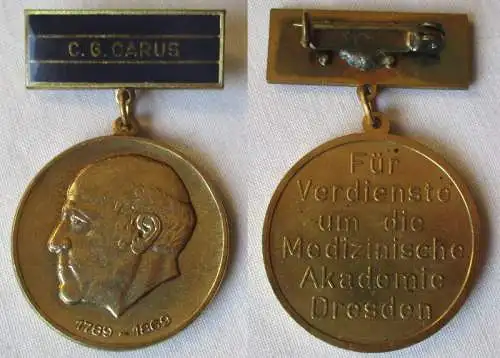 C. G. CARUS
1789 - 1869
Für
Verdienste
um die
Medizinische
Akademie
Dresden